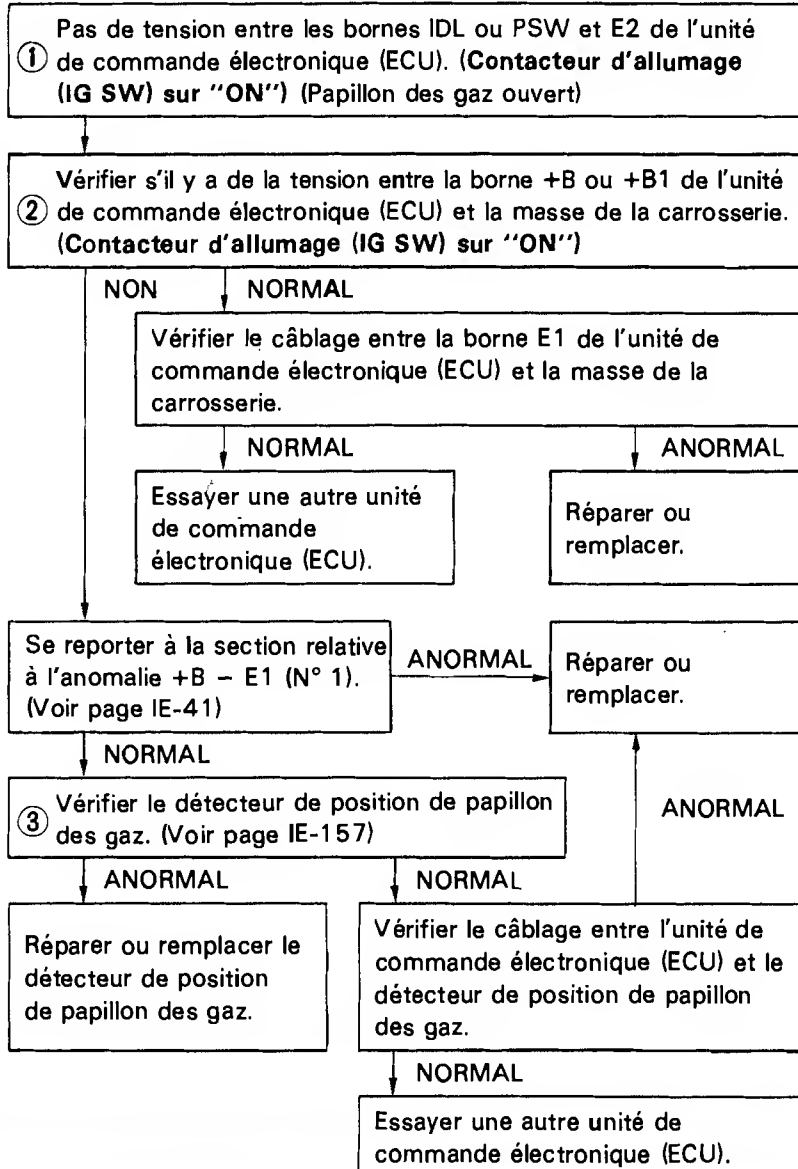 Pas de tension entre les bornes IDL ou PSW et E2 de l'unité
① de commande électronique (ECU). (Contacteur d'allumage
(IG SW) sur "ON") (Papillon des gaz ouvert)
Vérifier s'il y a de la tension entre la borne +B ou +B1 de l'unité
② de commande électronique (ECU) et la masse de la carrosserie.
(Contacteur d'allumage (IG SW) sur "ON")
NON NORMAL
Vérifier le câblage entre la borne E1 de l'unité de
commande électronique (ECU) et la masse de la
carrosserie.
NORMAL ANORMAL
Essayer une autre unité
de commande
électronique (ECU).
Réparer ou
remplacer.
Se reporter à la section relative
à l'anomalie +B – E1 (N° 1).
(Voir page IE-41)
ANORMAL
Réparer ou
remplacer.
NORMAL
③ Vérifier le détecteur de position de papillon
des gaz. (Voir page IE-157)
ANORMAL
ANORMAL NORMAL
Réparer ou remplacer le
détecteur de position
de papillon des gaz.
Vérifier le câblage entre l'unité de
commande électronique (ECU) et le
détecteur de position de papillon
des gaz.
NORMAL
Essayer une autre unité de
commande électronique (ECU).